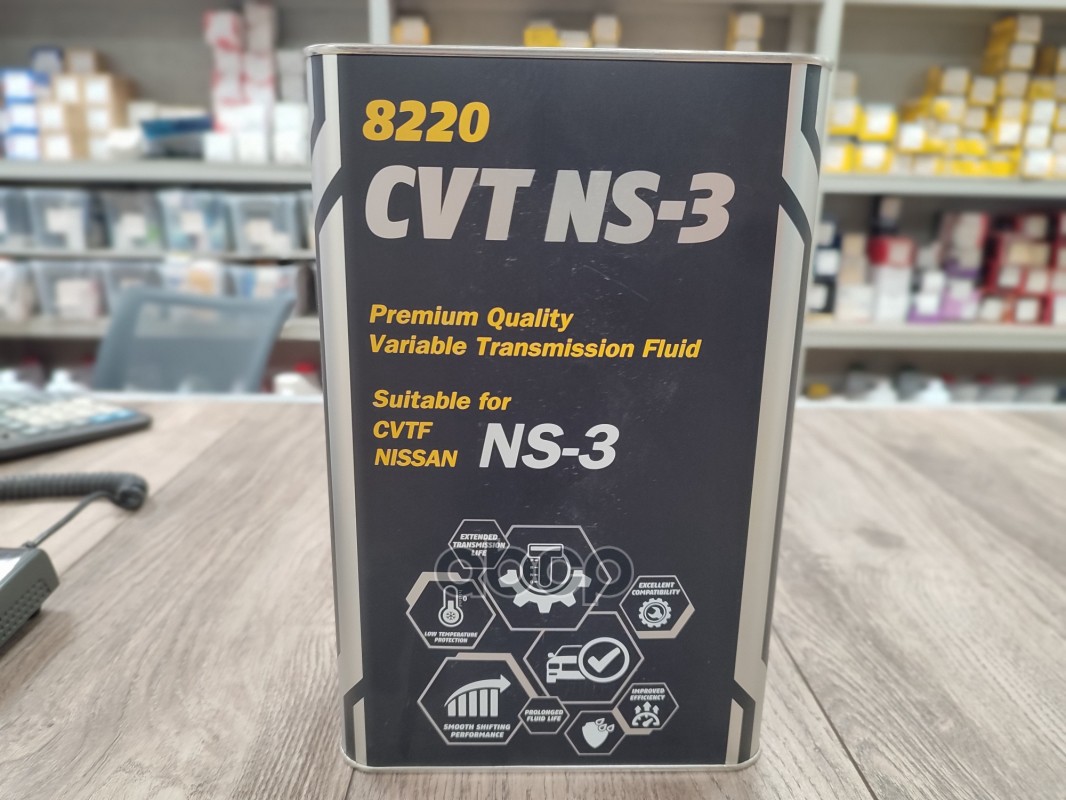 8220
CVT NS-3
Premium Quality
Variable Transmission Fluid
Suitable for
CVTF
NISSAN
NS-3
EXTENDED
TRANSMISSION
LIFE
EXCELLENT
COMPATIBILITY
LOW TEMPERATURE
PROTECTION
IMPROVED
EFFICIENCY
PROLONGED
FLUID LIFE
SMOOTH SHIFTING
PERFORMANCE